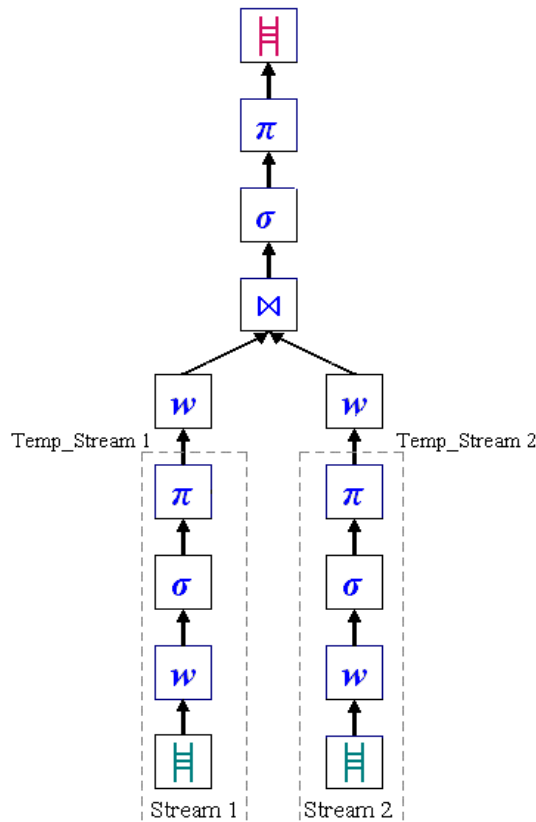 π
σ
⋈
w w
Temp_Stream 1 Temp_Stream 2
π π
σ σ
w w
Stream 1 Stream 2